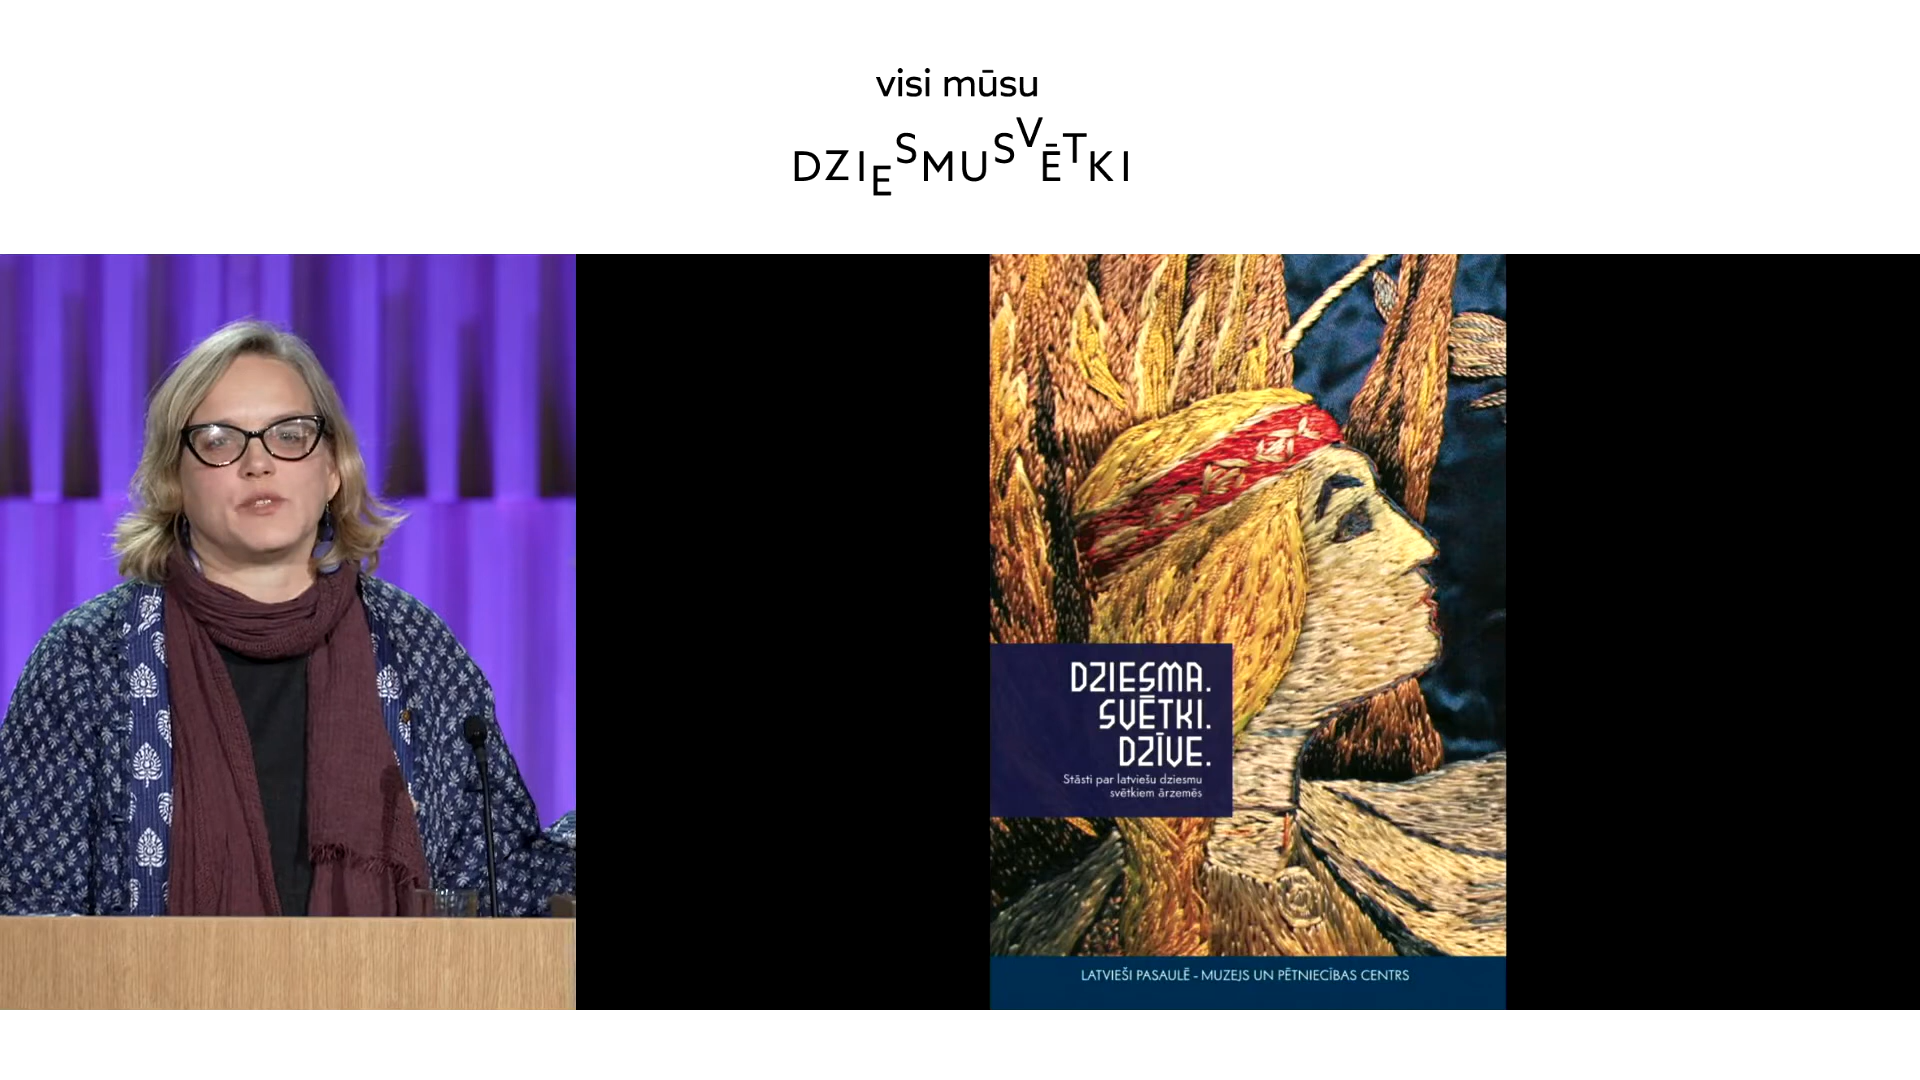 visi mūsu
DZIESMUSVĒTKI
DZIESMA.
SVĒTKI.
DZĪVE.
Stāsti par latviešu dziesmu
svētkiem ārzemēs
LATVIEŠI PASAULĒ - MUZEJS UN PĒTNIECĪBAS CENTRS